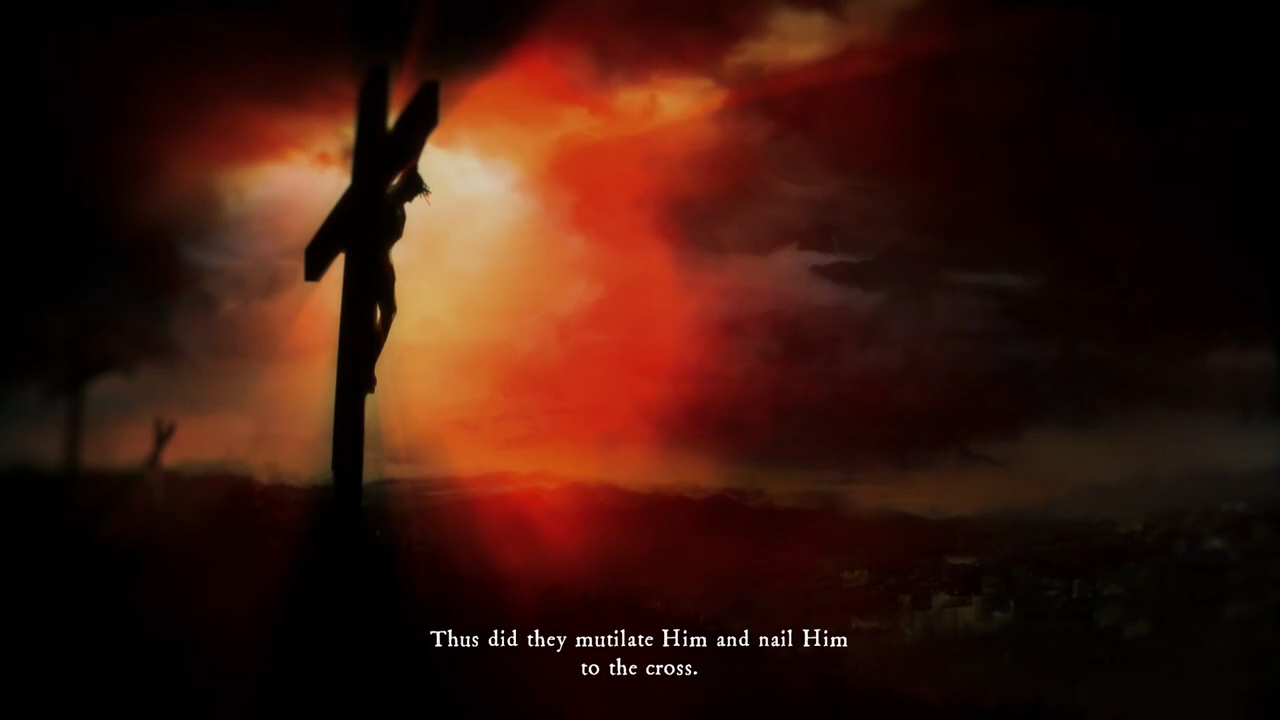 Thus did they mutilate Him and nail Him
to the cross.